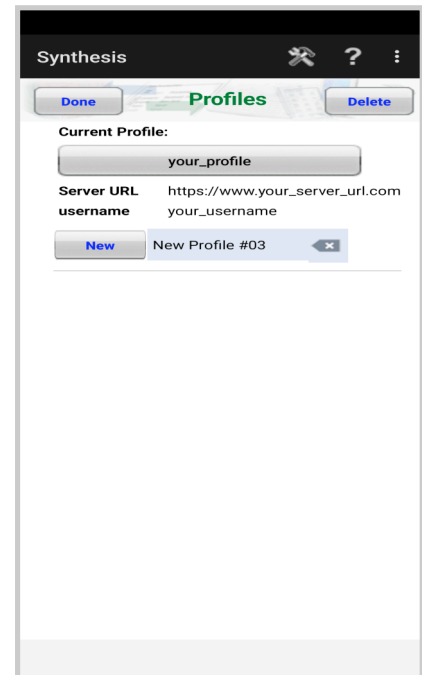 Synthesis ?
Done Profiles Delete
Current Profile:
your_profile
Server URL https://www.your_server_url.com
username your_username
New New Profile #03